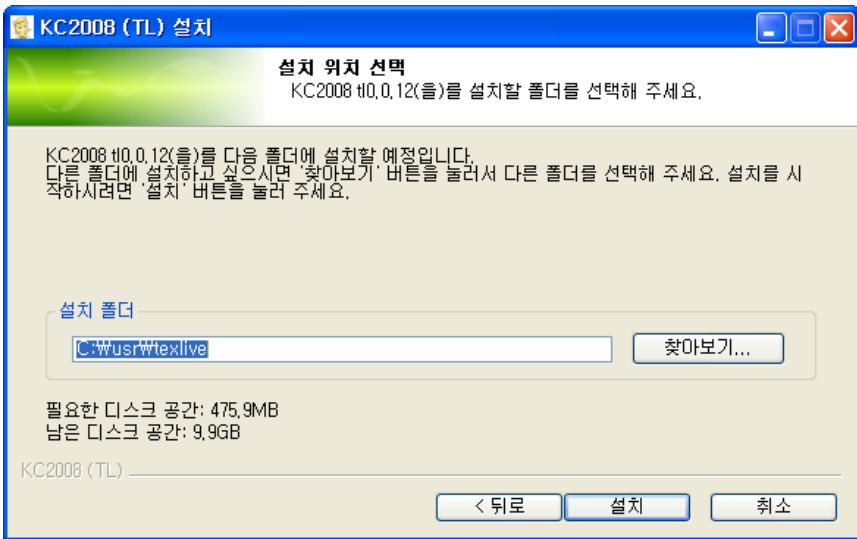 KC2008 (TL) 설치
설치 위치 선택
KC2008 tl0.0.12(을)를 설치할 폴더를 선택해 주세요.
KC2008 tl0.0.12(을)를 다음 폴더에 설치할 예정입니다.
다른 폴더에 설치하고 싶으시면 '찾아보기' 버튼을 눌러서 다른 폴더를 선택해 주세요. 설치를 시
작하시려면 '설치' 버튼을 눌러 주세요.
설치 폴더
C:₩usr₩texlive
찾아보기...
필요한 디스크 공간: 475.9MB
남은 디스크 공간: 9.9GB
KC2008 (TL)
< 뒤로
설치
취소